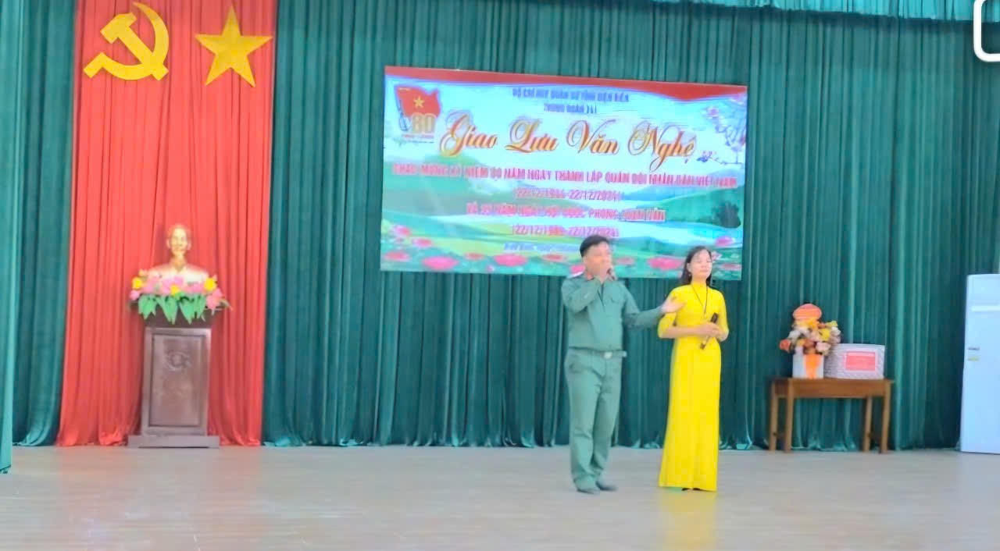 BỘ CHỈ HUY QUÂN SỰ TỈNH ĐIỆN BIÊN
TRUNG ĐOÀN 741
80
Giao Lưu Văn Nghệ
CHÀO MỪNG KỶ NIỆM 80 NĂM NGÀY THÀNH LẬP QUÂN ĐỘI NHÂN DÂN VIỆT NAM
(22/12/1944-22/12/2024)
VÀ 35 NĂM NGÀY HỘI QUỐC PHÒNG TOÀN DÂN
(22/12/1989-22/12/2024)